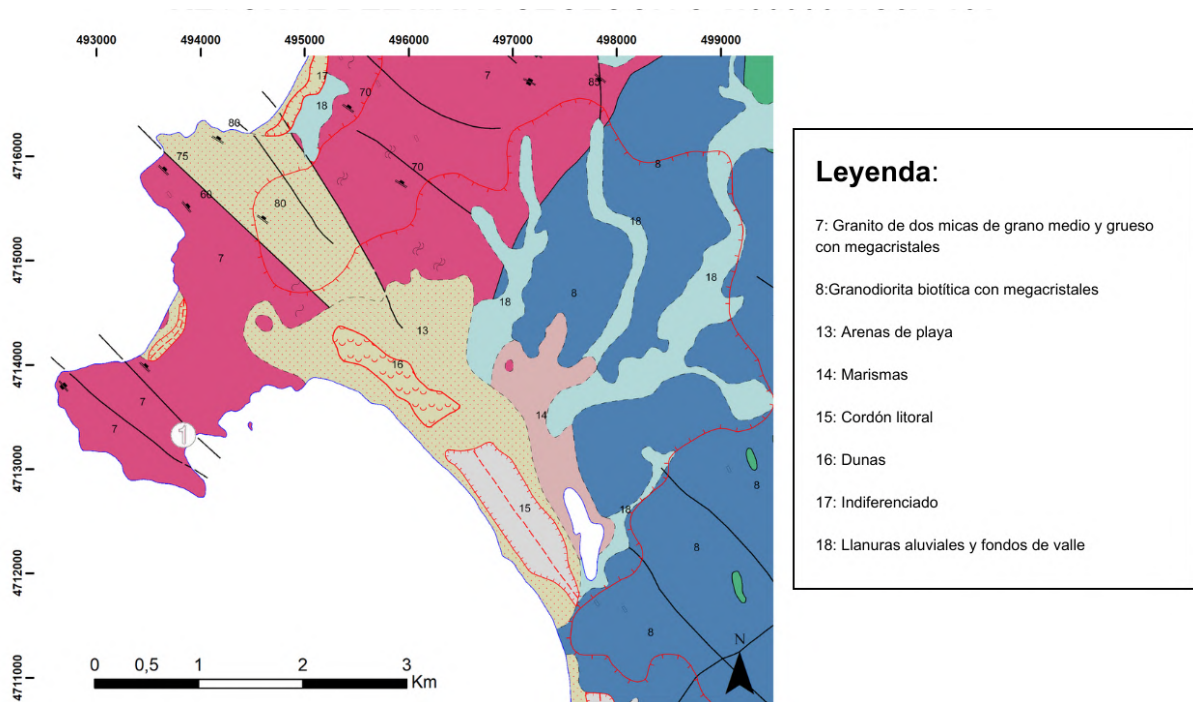 493000 494000 495000 496000 497000 498000 499000
4716000
4715000
4714000
4713000
4712000
4711000
17
7
85
18
70
80
8
75
70
60
80
18
7
18
8
18
13
16
7
14
7
1
8
15
18
8
8
N
0 0,5 1 2 3
Km
Leyenda:
7: Granito de dos micas de grano medio y grueso
con megacristales
8:Granodiorita biotítica con megacristales
13: Arenas de playa
14: Marismas
15: Cordón litoral
16: Dunas
17: Indiferenciado
18: Llanuras aluviales y fondos de valle